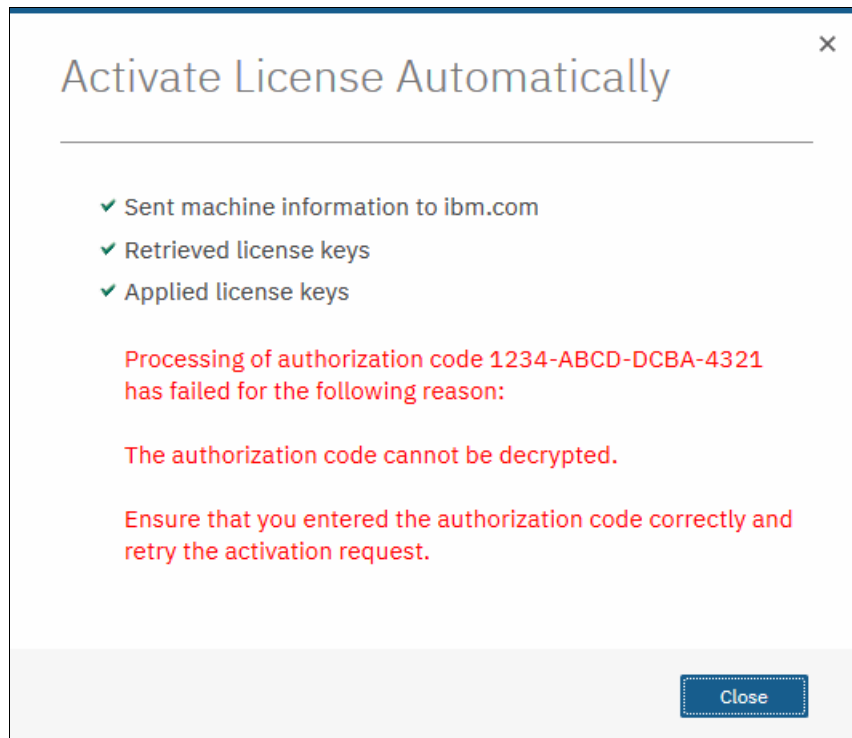 ×
Activate License Automatically
Sent machine information to ibm.com
Retrieved license keys
Applied license keys
Processing of authorization code 1234-ABCD-DCBA-4321
has failed for the following reason:
The authorization code cannot be decrypted.
Ensure that you entered the authorization code correctly and
retry the activation request.
Close